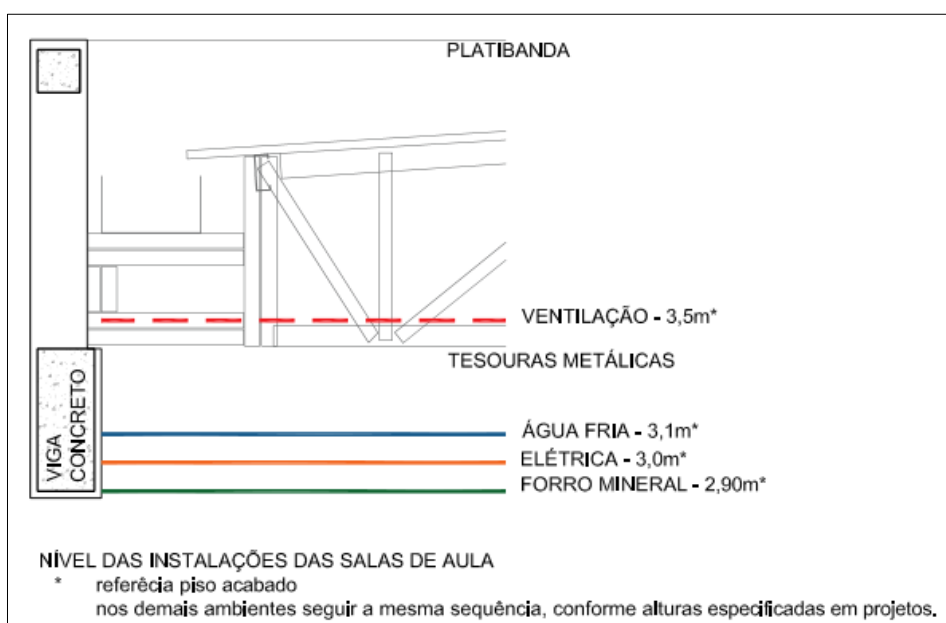 PLATIBANDA
VENTILAÇÃO - 3,5m*
TESOURAS METÁLICAS
VIGA
CONCRETO
ÁGUA FRIA - 3,1m*
ELÉTRICA - 3,0m*
FORRO MINERAL - 2,90m*
NÍVEL DAS INSTALAÇÕES DAS SALAS DE AULA
* referêcia piso acabado
nos demais ambientes seguir a mesma sequência, conforme alturas especificadas em projetos.